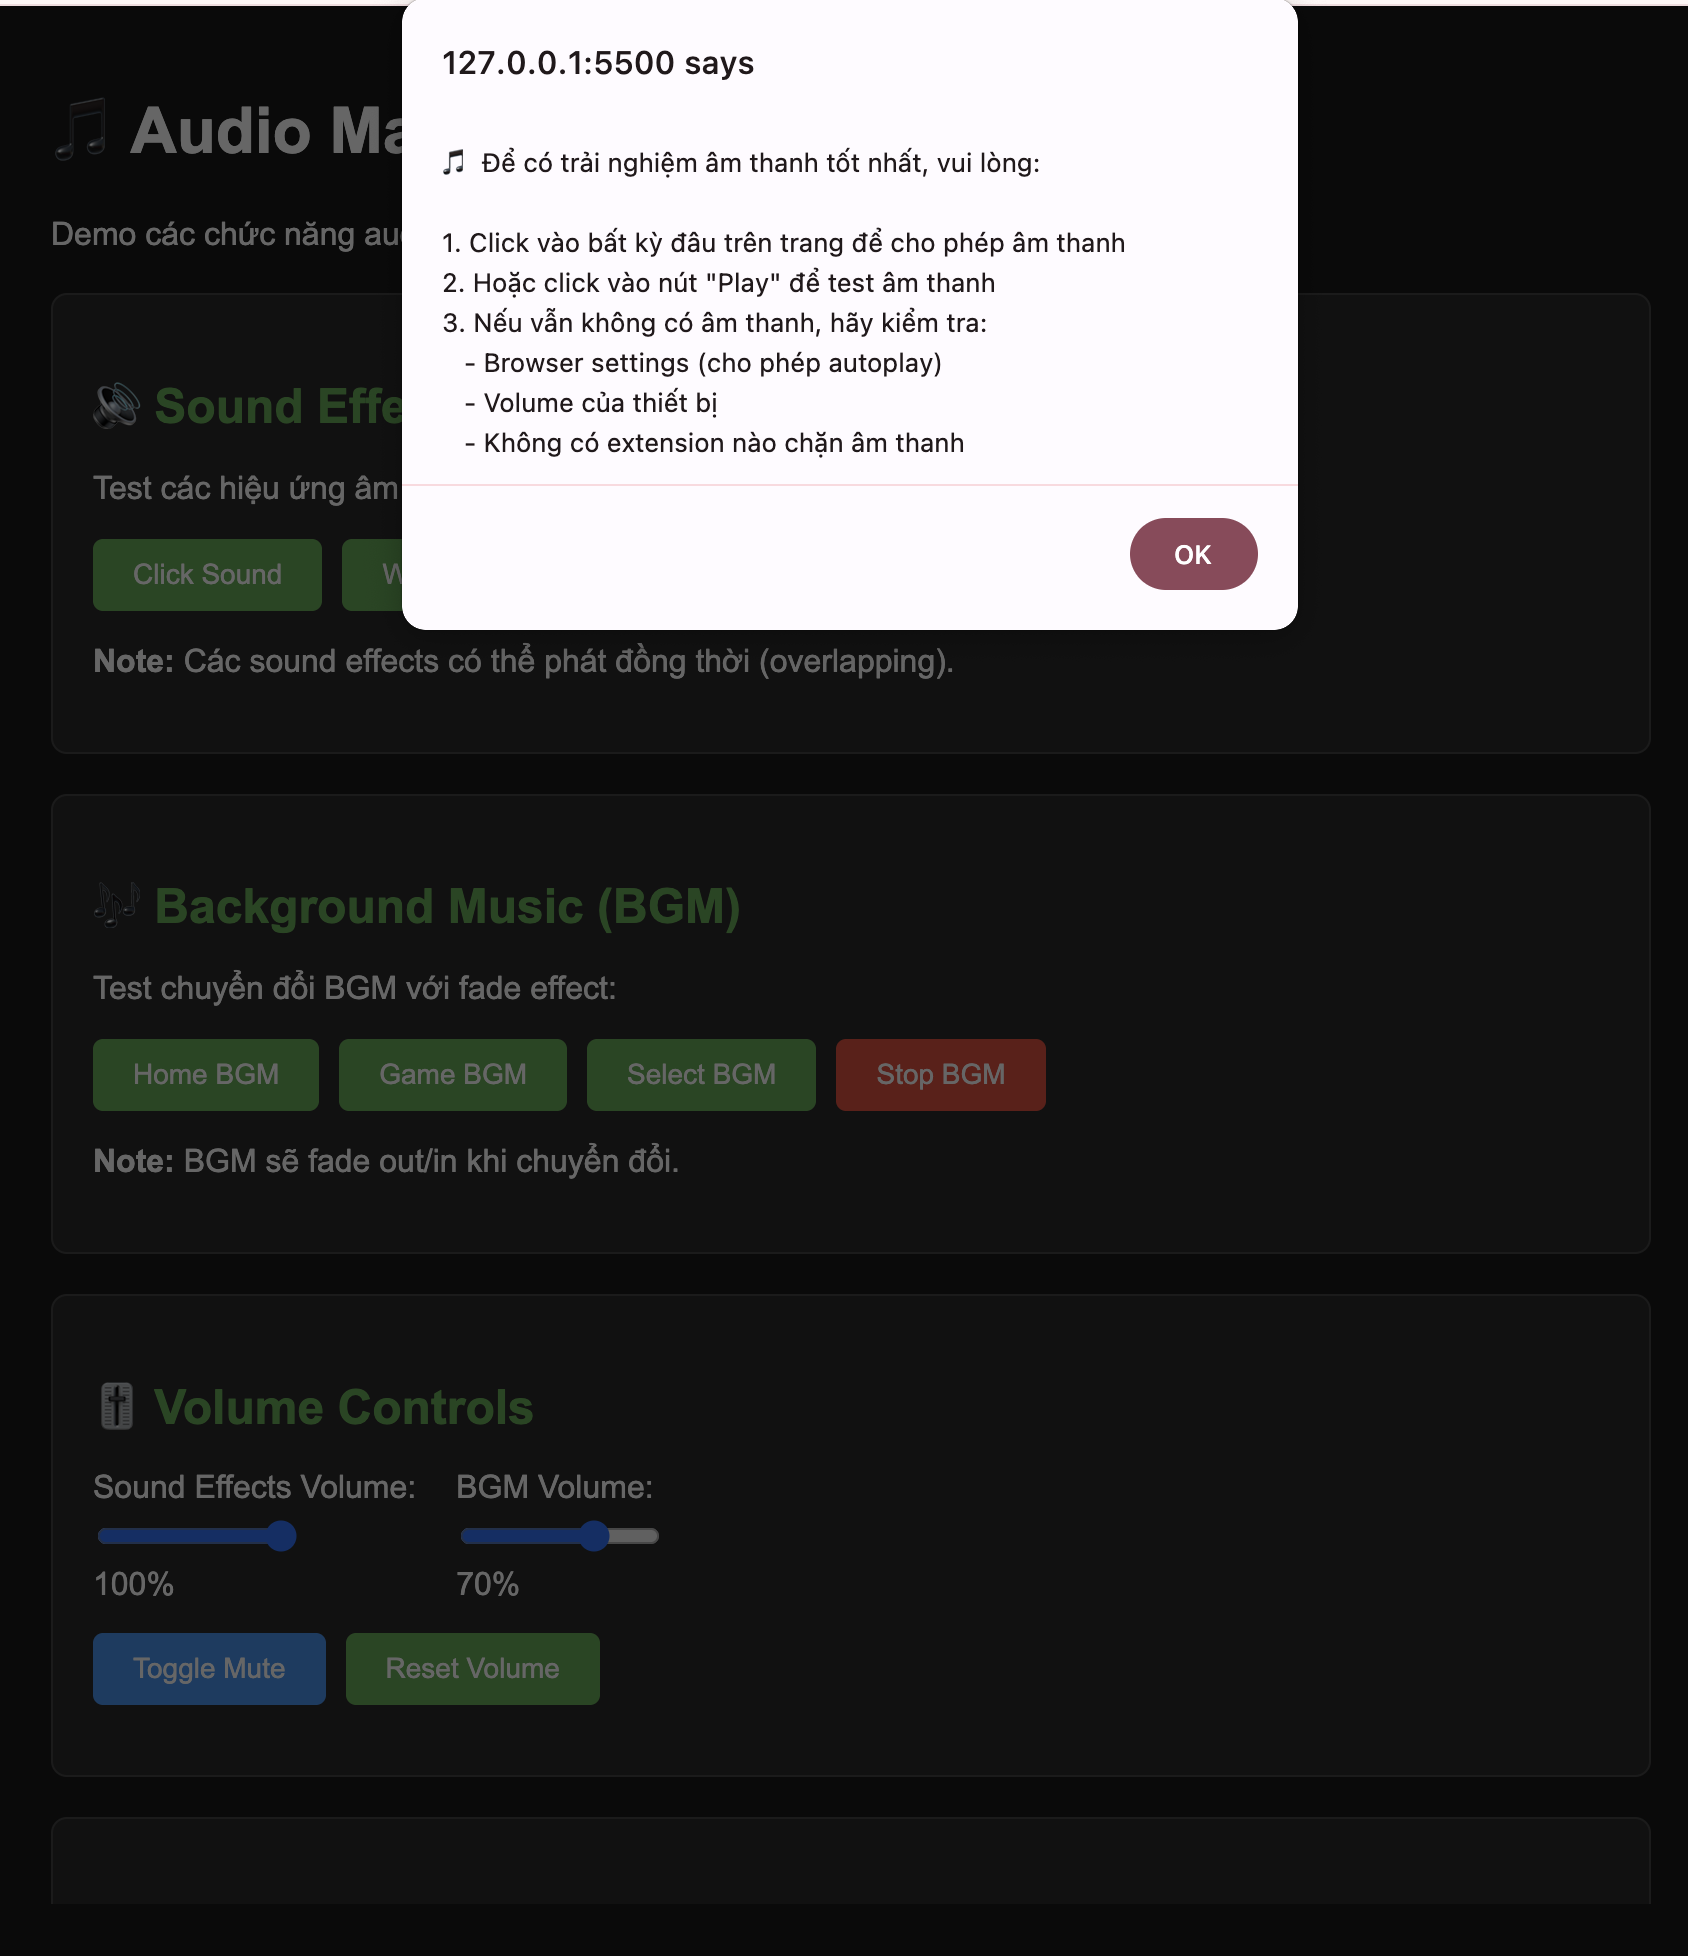 127.0.0.1:5500 says
🎵 Để có trải nghiệm âm thanh tốt nhất, vui lòng:
1. Click vào bất kỳ đâu trên trang để cho phép âm thanh
2. Hoặc click vào nút "Play" để test âm thanh
3. Nếu vẫn không có âm thanh, hãy kiểm tra:
- Browser settings (cho phép autoplay)
- Volume của thiết bị
- Không có extension nào chặn âm thanh
OK
🎵 Audio
Demo các chức năng
🔊 Sound
Test các hiệu ứng âm
Click Sound
Note: Các sound effects có thể phát đồng thời (overlapping).
🎶 Background Music (BGM)
Test chuyển đổi BGM với fade effect:
Home BGM Game BGM Select BGM Stop BGM
Note: BGM sẽ fade out/in khi chuyển đổi.
🎚️ Volume Controls
Sound Effects Volume: BGM Volume:
100% 70%
Toggle Mute Reset Volume